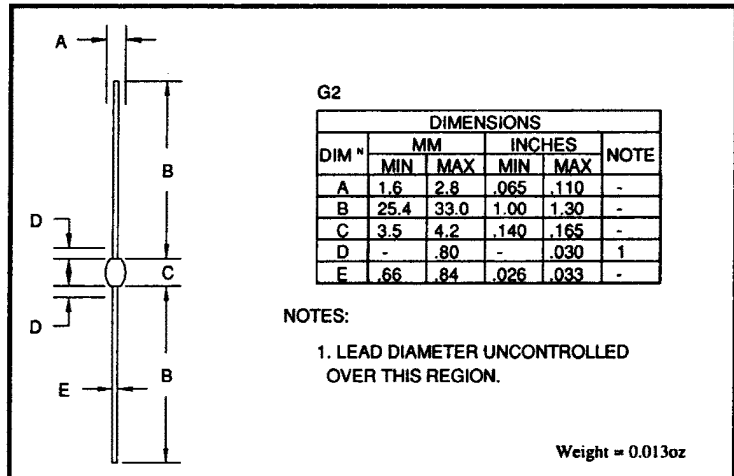 A
B
D
C
D
E
B
G2
DIMENSIONS
DIM " MM INCHES NOTE
MIN MAX MIN MAX
A 1.6 2.8 .065 .110 -
B 25.4 33.0 1.00 1.30 -
C 3.5 4.2 .140 .165 -
D - .80 - .030 1
E .66 .84 .026 .033 -
NOTES:
1. LEAD DIAMETER UNCONTROLLED
OVER THIS REGION.
Weight = 0.013oz